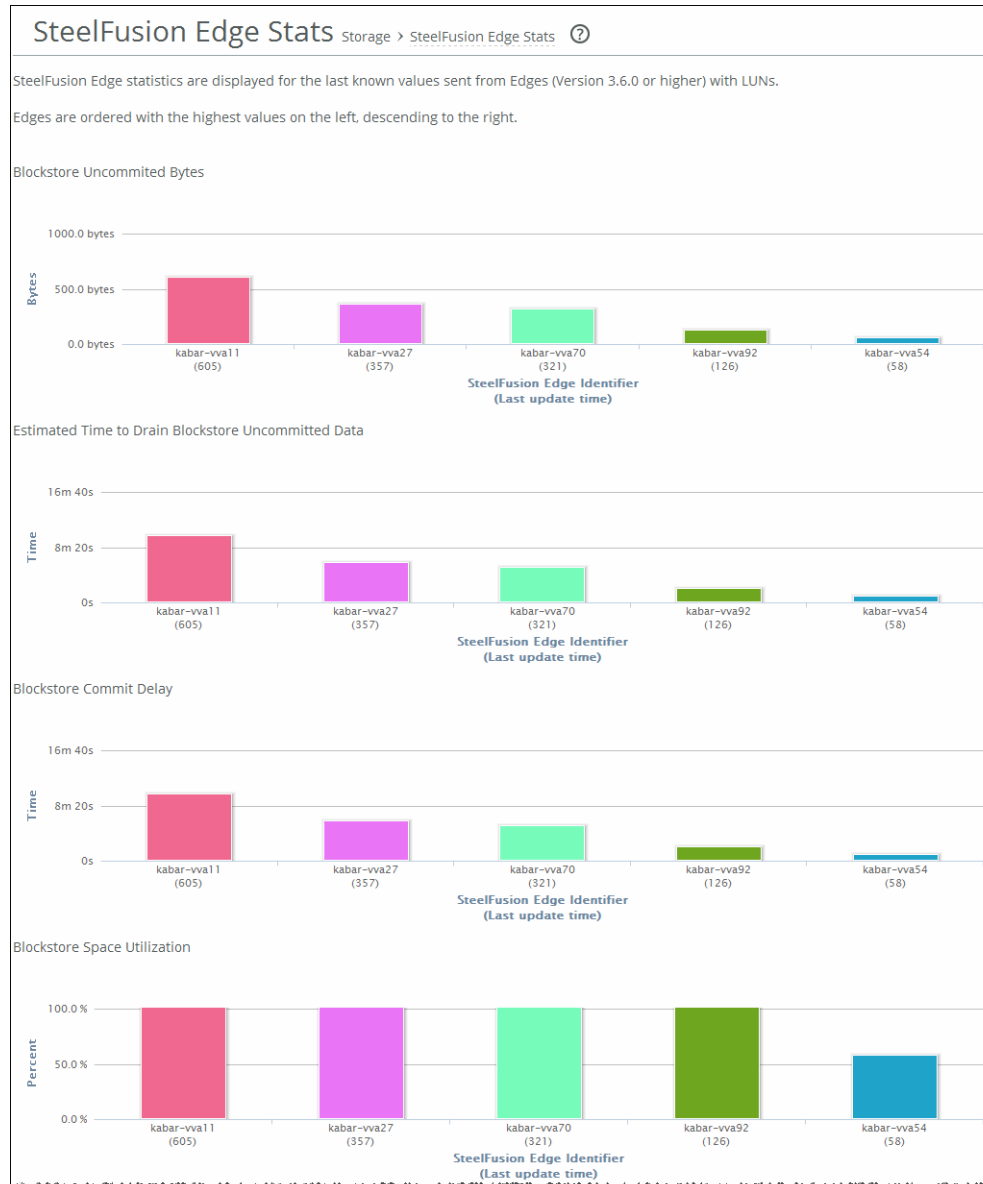 SteelFusion Edge Stats Storage › SteelFusion Edge Stats ?
SteelFusion Edge statistics are displayed for the last known values sent from Edges (Version 3.6.0 or higher) with LUNs.
Edges are ordered with the highest values on the left, descending to the right.
Blockstore Uncommited Bytes
1000.0 bytes
500.0 bytes
0.0 bytes
Bytes
kabar-vva11 kabar-vva27 kabar-vva70 kabar-vva92 kabar-vva54
(605) (357) (321) (126) (58)
SteelFusion Edge Identifier
(Last update time)
Estimated Time to Drain Blockstore Uncommitted Data
16m 40s
8m 20s
0s
Time
kabar-vva11 kabar-vva27 kabar-vva70 kabar-vva92 kabar-vva54
(605) (357) (321) (126) (58)
SteelFusion Edge Identifier
(Last update time)
Blockstore Commit Delay
16m 40s
8m 20s
0s
Time
kabar-vva11 kabar-vva27 kabar-vva70 kabar-vva92 kabar-vva54
(605) (357) (321) (126) (58)
SteelFusion Edge Identifier
(Last update time)
Blockstore Space Utilization
100.0 %
50.0 %
0.0 %
Percent
kabar-vva11 kabar-vva27 kabar-vva70 kabar-vva92 kabar-vva54
(605) (357) (321) (126) (58)
SteelFusion Edge Identifier
(Last update time)